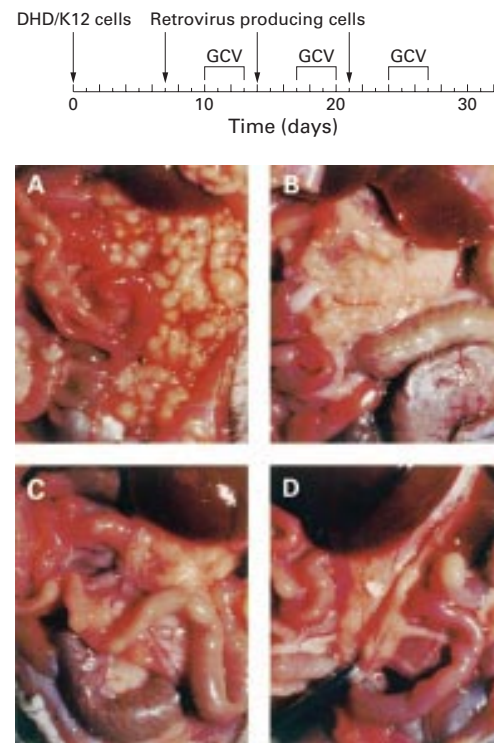 DHD/K12 cells Retrovirus producing cells
GCV GCV GCV
0 10 20 30
Time (days)
A B
C D